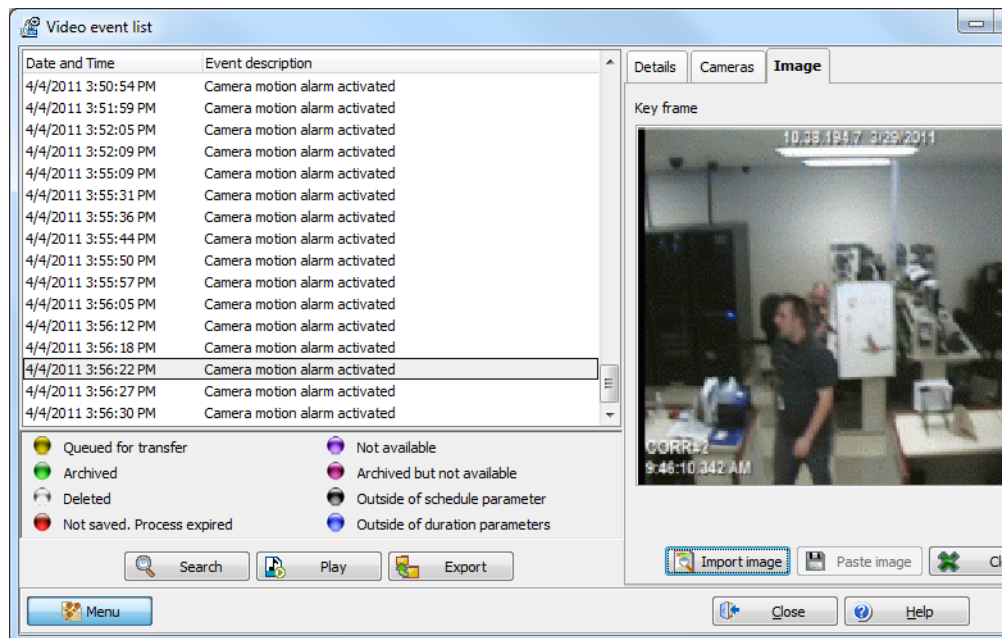 Video event list
Date and Time Event description
4/4/2011 3:50:54 PM Camera motion alarm activated
4/4/2011 3:51:59 PM Camera motion alarm activated
4/4/2011 3:52:05 PM Camera motion alarm activated
4/4/2011 3:52:09 PM Camera motion alarm activated
4/4/2011 3:55:09 PM Camera motion alarm activated
4/4/2011 3:55:31 PM Camera motion alarm activated
4/4/2011 3:55:36 PM Camera motion alarm activated
4/4/2011 3:55:44 PM Camera motion alarm activated
4/4/2011 3:55:50 PM Camera motion alarm activated
4/4/2011 3:55:57 PM Camera motion alarm activated
4/4/2011 3:56:05 PM Camera motion alarm activated
4/4/2011 3:56:12 PM Camera motion alarm activated
4/4/2011 3:56:18 PM Camera motion alarm activated
4/4/2011 3:56:22 PM Camera motion alarm activated
4/4/2011 3:56:27 PM Camera motion alarm activated
4/4/2011 3:56:30 PM Camera motion alarm activated
Queued for transfer Not available
Archived Archived but not available
Deleted Outside of schedule parameter
Not saved. Process expired Outside of duration parameters
Search Play Export
Details Cameras Image
Key frame
10.38.194.7 3/29/2011
CORR#2
9:46:10.342 AM
Import image Paste image Cl
Menu Close Help